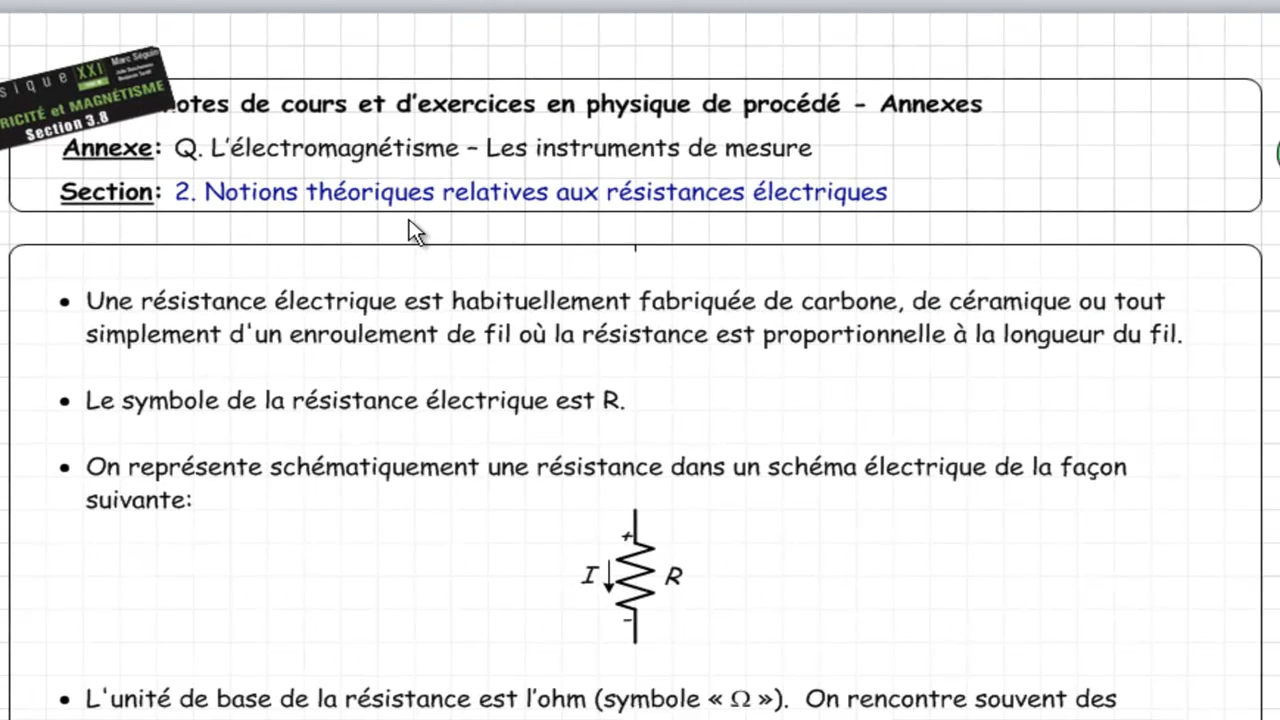 sique XXI
Marc Séguin
RICITÉ et MAGNÉTISME
Section 3.8
notes de cours et d'exercices en physique de procédé - Annexes
Annexe: Q. L'électromagnétisme – Les instruments de mesure
Section: 2. Notions théoriques relatives aux résistances électriques
• Une résistance électrique est habituellement fabriquée de carbone, de céramique ou tout
simplement d'un enroulement de fil où la résistance est proportionnelle à la longueur du fil.
• Le symbole de la résistance électrique est R.
• On représente schématiquement une résistance dans un schéma électrique de la façon
suivante:
+
I R
-
• L'unité de base de la résistance est l'ohm (symbole « Ω »). On rencontre souvent des